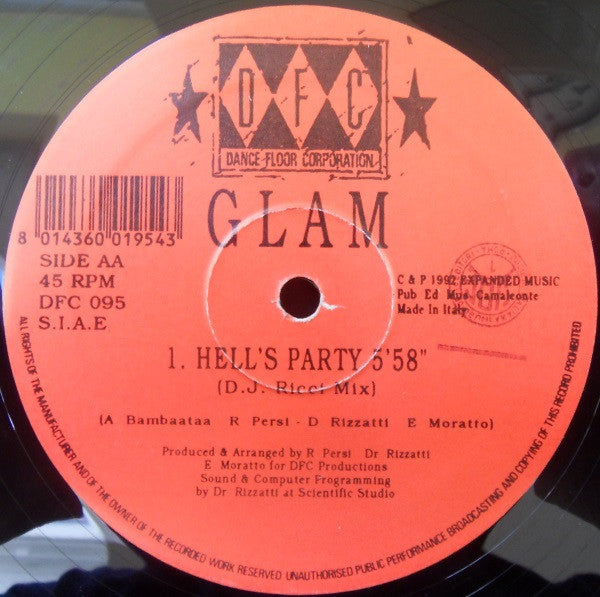 D F C
DANCE-FLOOR CORPORATION
GLAM
8 014360 019543
SIDE AA
45 RPM
DFC 095
S.I.A.E
C & P 1992 EXPANDED MUSIC
Pub Ed Mus Camaleonte
Made In Italy
1. HELL'S PARTY 5'58"
(D.J. Ricci Mix)
(A Bambaataa R Persi - D Rizzatti E Moratto)
Produced & Arranged by R Persi Dr Rizzatti
E Moratto for DFC Productions
Sound & Computer Frogramming
by Dr Rizzatti at Scientific Studio
ALL RIGHTS OF THE MANUFACTURER AND OF THE OWNER OF THE RECORDED WORK RESERVED UNAUTHORISED PUBLIC PERFORMANCE BROADCASTING AND COPYING OF THIS RECORD PROHIBITED